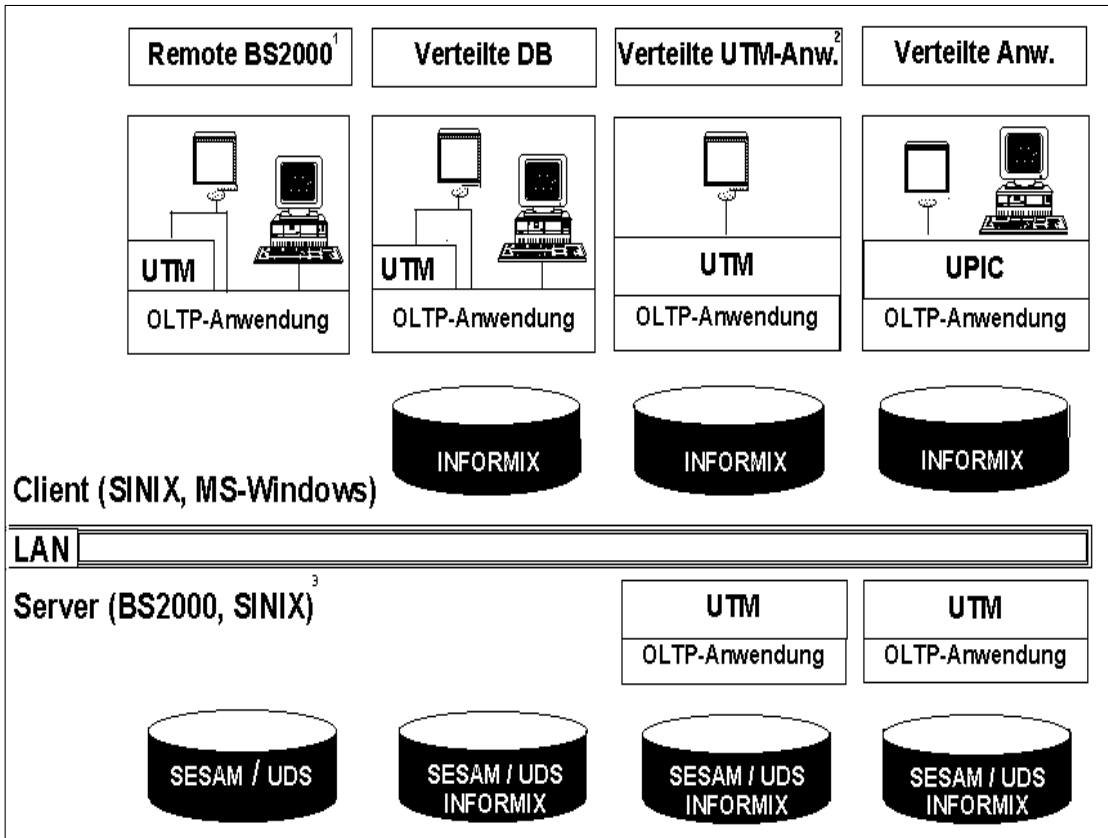 Remote BS2000¹ Verteilte DB Verteilte UTM-Anw.² Verteilte Anw.
UTM UTM UTM UPIC
OLTP-Anwendung OLTP-Anwendung OLTP-Anwendung OLTP-Anwendung
INFORMIX INFORMIX INFORMIX
Client (SINIX, MS-Windows)
LAN
Server (BS2000, SINIX)³
UTM UTM
OLTP-Anwendung OLTP-Anwendung
SESAM / UDS SESAM / UDS SESAM / UDS SESAM / UDS
INFORMIX INFORMIX INFORMIX